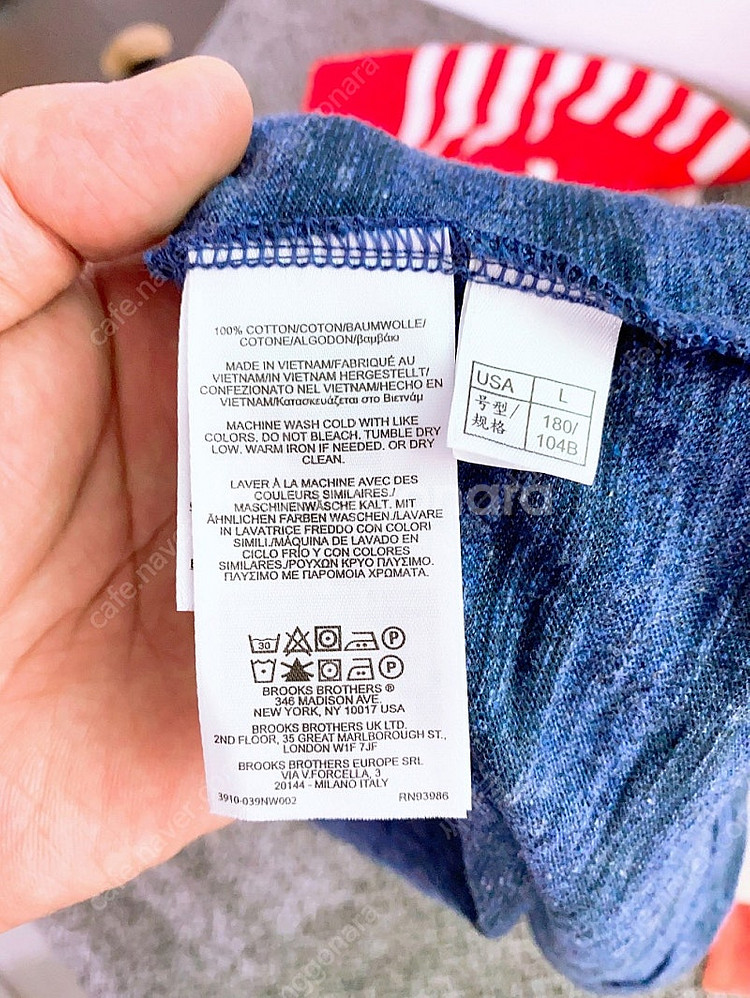 100% COTTON/COTON/BAUMWOLLE/
COTONE/ALGODON/βαμβάκι
MADE IN VIETNAM/FABRIQUÉ AU
VIETNAM/IN VIETNAM HERGESTELLT/
CONFEZIONATO NEL VIETNAM/HECHO EN
VIETNAM/Κατασκευάζεται στο Βιετνάμ
MACHINE WASH COLD WITH LIKE
COLORS. DO NOT BLEACH. TUMBLE DRY
LOW. WARM IRON IF NEEDED. OR DRY
CLEAN.
LAVER À LA MACHINE AVEC DES
COULEURS SIMILAIRES./
MASCHINENWÄSCHE KALT. MIT
ÄHNLICHEN FARBEN WASCHEN./LAVARE
IN LAVATRICE FREDDO CON COLORI
SIMILI./MÁQUINA DE LAVADO EN
CICLO FRÍO Y CON COLORES
SIMILARES./ΡΟΥΧΩΝ ΚΡΥΟ ΠΛΥΣΙΜΟ.
ΠΛΥΣΙΜΟ ΜΕ ΠΑΡΟΜΟΙΑ ΧΡΩΜΑΤΑ.
30 P
P
BROOKS BROTHERS ®
346 MADISON AVE.
NEW YORK, NY 10017 USA
BROOKS BROTHERS UK LTD.
2ND FLOOR, 35 GREAT MARLBOROUGH ST.,
LONDON W1F 7JF
BROOKS BROTHERS EUROPE SRL
VIA V.FORCELLA, 3
20144 - MILANO ITALY
3910-039NW002 RN93986
USA L
号型/ 180/
规格 104B